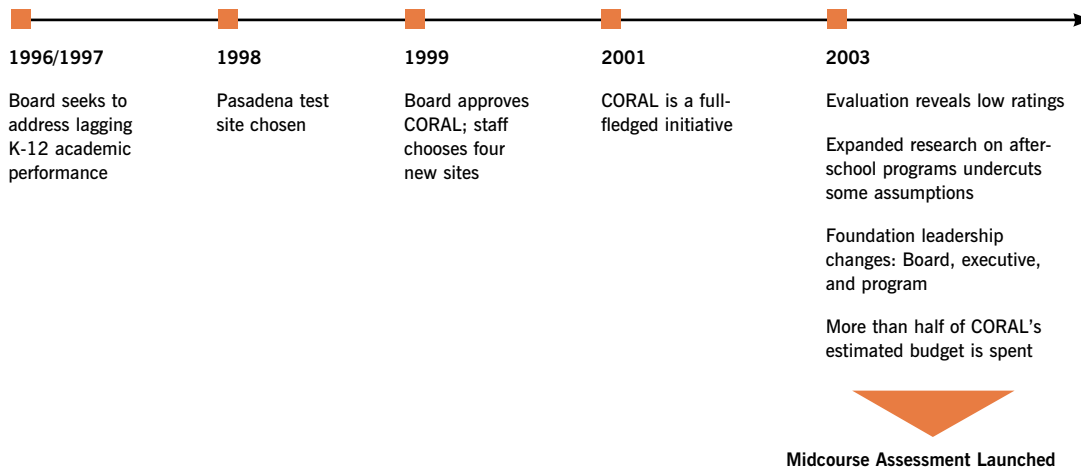 1996/1997
Board seeks to
address lagging
K-12 academic
performance
1998
Pasadena test
site chosen
1999
Board approves
CORAL; staff
chooses four
new sites
2001
CORAL is a full-
fledged initiative
2003
Evaluation reveals low ratings
Expanded research on after-
school programs undercuts
some assumptions
Foundation leadership
changes: Board, executive,
and program
More than half of CORAL’s
estimated budget is spent
Midcourse Assessment Launched